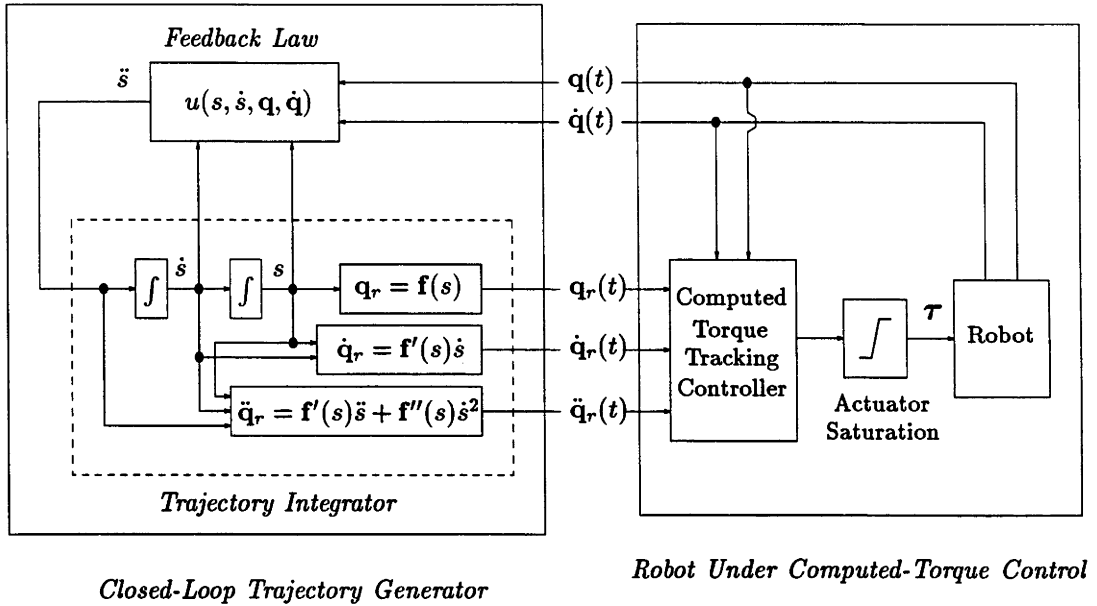 Feedback Law
s̈
u(s, ṡ, q, q̇)
q(t)
q̇(t)
∫
ṡ
∫
s
q_r = f(s)
q_r(t)
q̇_r = f′(s)ṡ
q̇_r(t)
q̈_r = f′(s)s̈ + f″(s)ṡ²
q̈_r(t)
Trajectory Integrator
Computed
Torque
Tracking
Controller
τ
Robot
Actuator
Saturation
Closed-Loop Trajectory Generator
Robot Under Computed-Torque Control